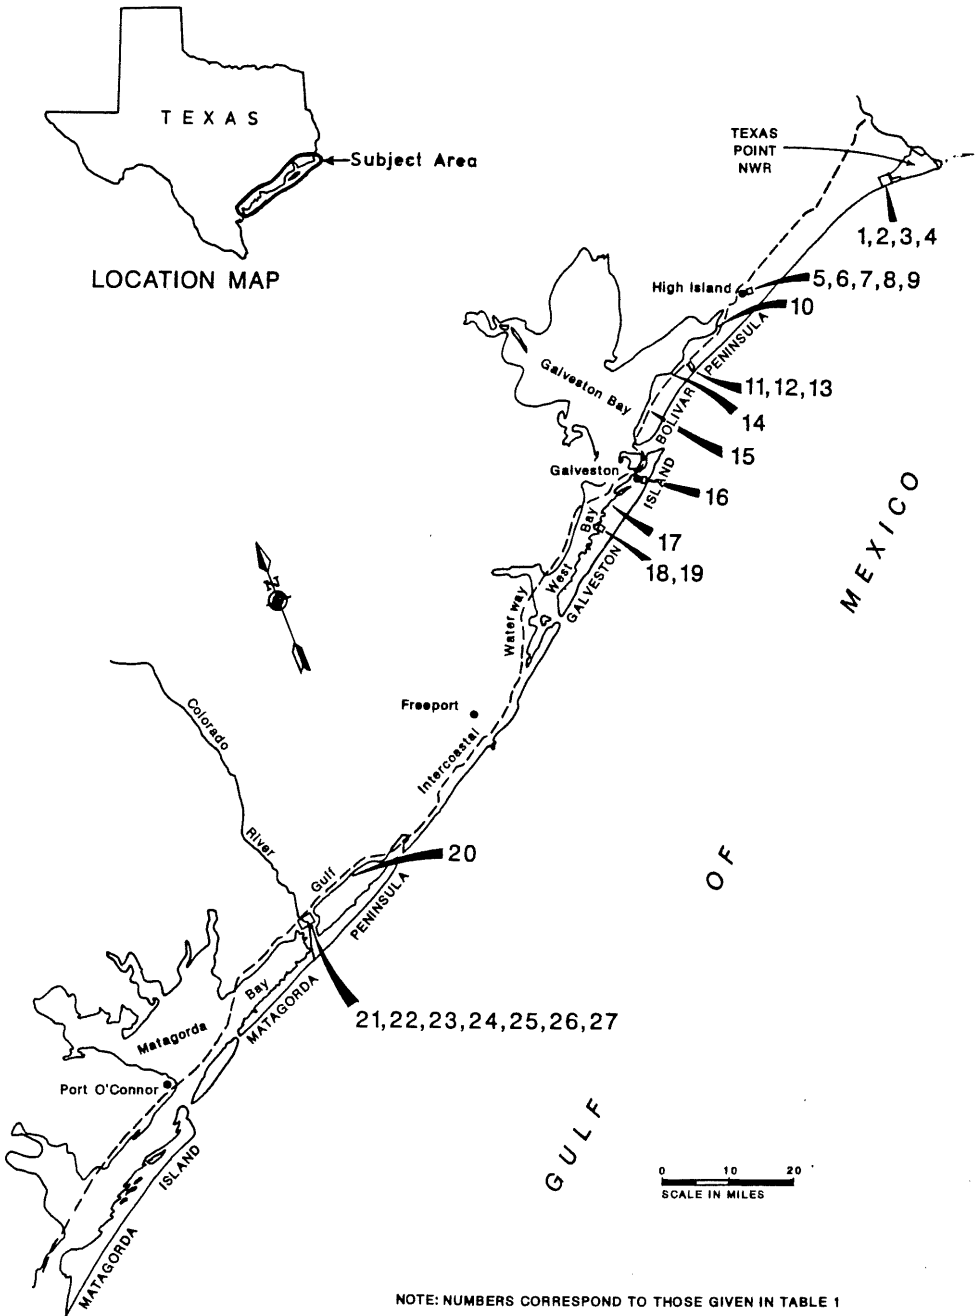 TEXAS
Subject Area
LOCATION MAP
TEXAS
POINT
NWR
1,2,3,4
High Island
5,6,7,8,9
10
PENINSULA
BOLIVAR
Galveston Bay
11,12,13
14
15
Galveston
16
ISLAND
GALVESTON
17
18,19
West Bay
MEXICO
N
Waterway
Freeport
Intercoastal
Colorado
River
20
Gulf
PENINSULA
MATAGORDA
OF
Bay
Matagorda
21,22,23,24,25,26,27
Port O'Connor
GULF
ISLAND
MATAGORDA
0 10 20
SCALE IN MILES
NOTE: NUMBERS CORRESPOND TO THOSE GIVEN IN TABLE 1